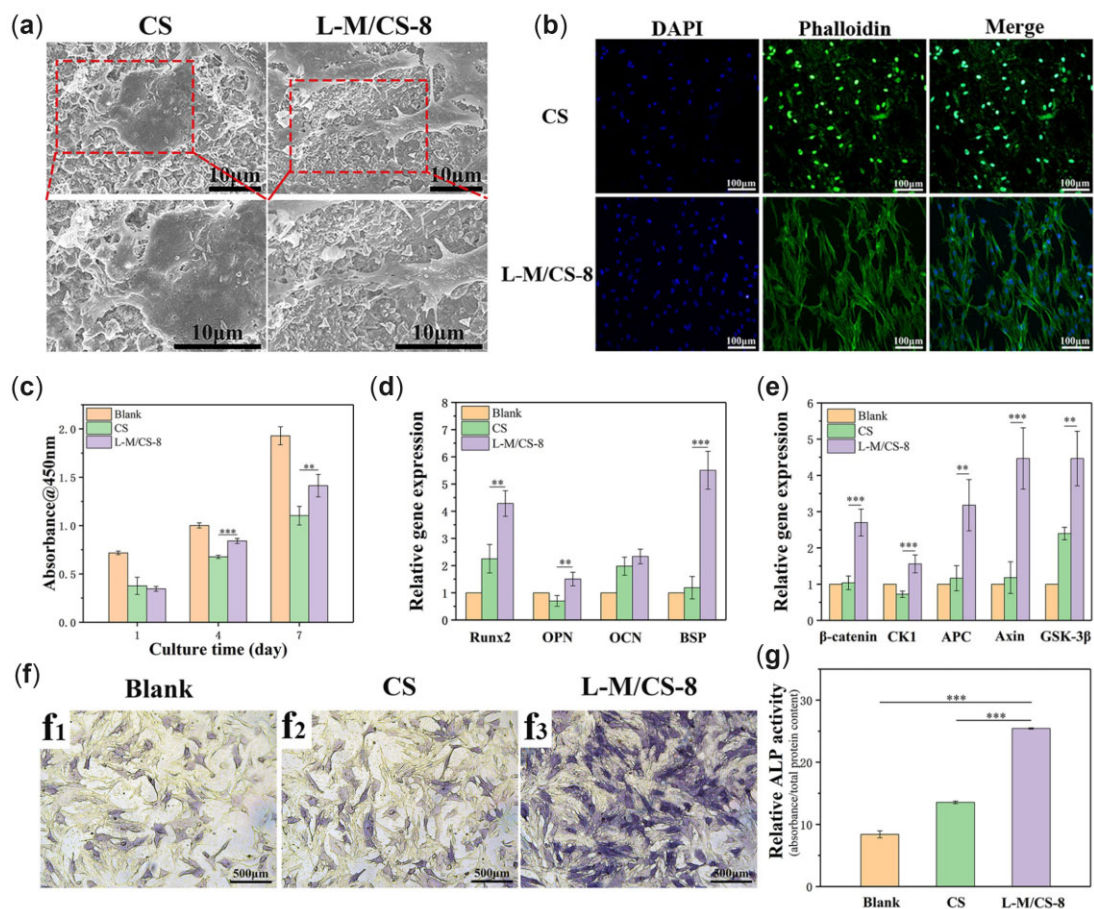 (a)
CS
L-M/CS-8
10μm
10μm
10μm
10μm
(b)
DAPI
Phalloidin
Merge
CS
100μm
100μm
100μm
L-M/CS-8
100μm
100μm
100μm
(c)
Blank
CS
L-M/CS-8
Absorbance@450nm
2.0
1.5
1.0
0.5
0.0
1
4
7
***
**
Culture time (day)
(d)
Blank
CS
L-M/CS-8
Relative gene expression
8
7
6
5
4
3
2
1
0
**
**
***
Runx2
OPN
OCN
BSP
(e)
Blank
CS
L-M/CS-8
Relative gene expression
6
5
4
3
2
1
0
***
***
**
***
**
β-catenin
CK1
APC
Axin
GSK-3β
(f)
Blank
CS
L-M/CS-8
f1
f2
f3
500μm
500μm
500μm
(g)
Relative ALP activity
(absorbance/total protein content)
30
20
10
0
***
***
Blank
CS
L-M/CS-8